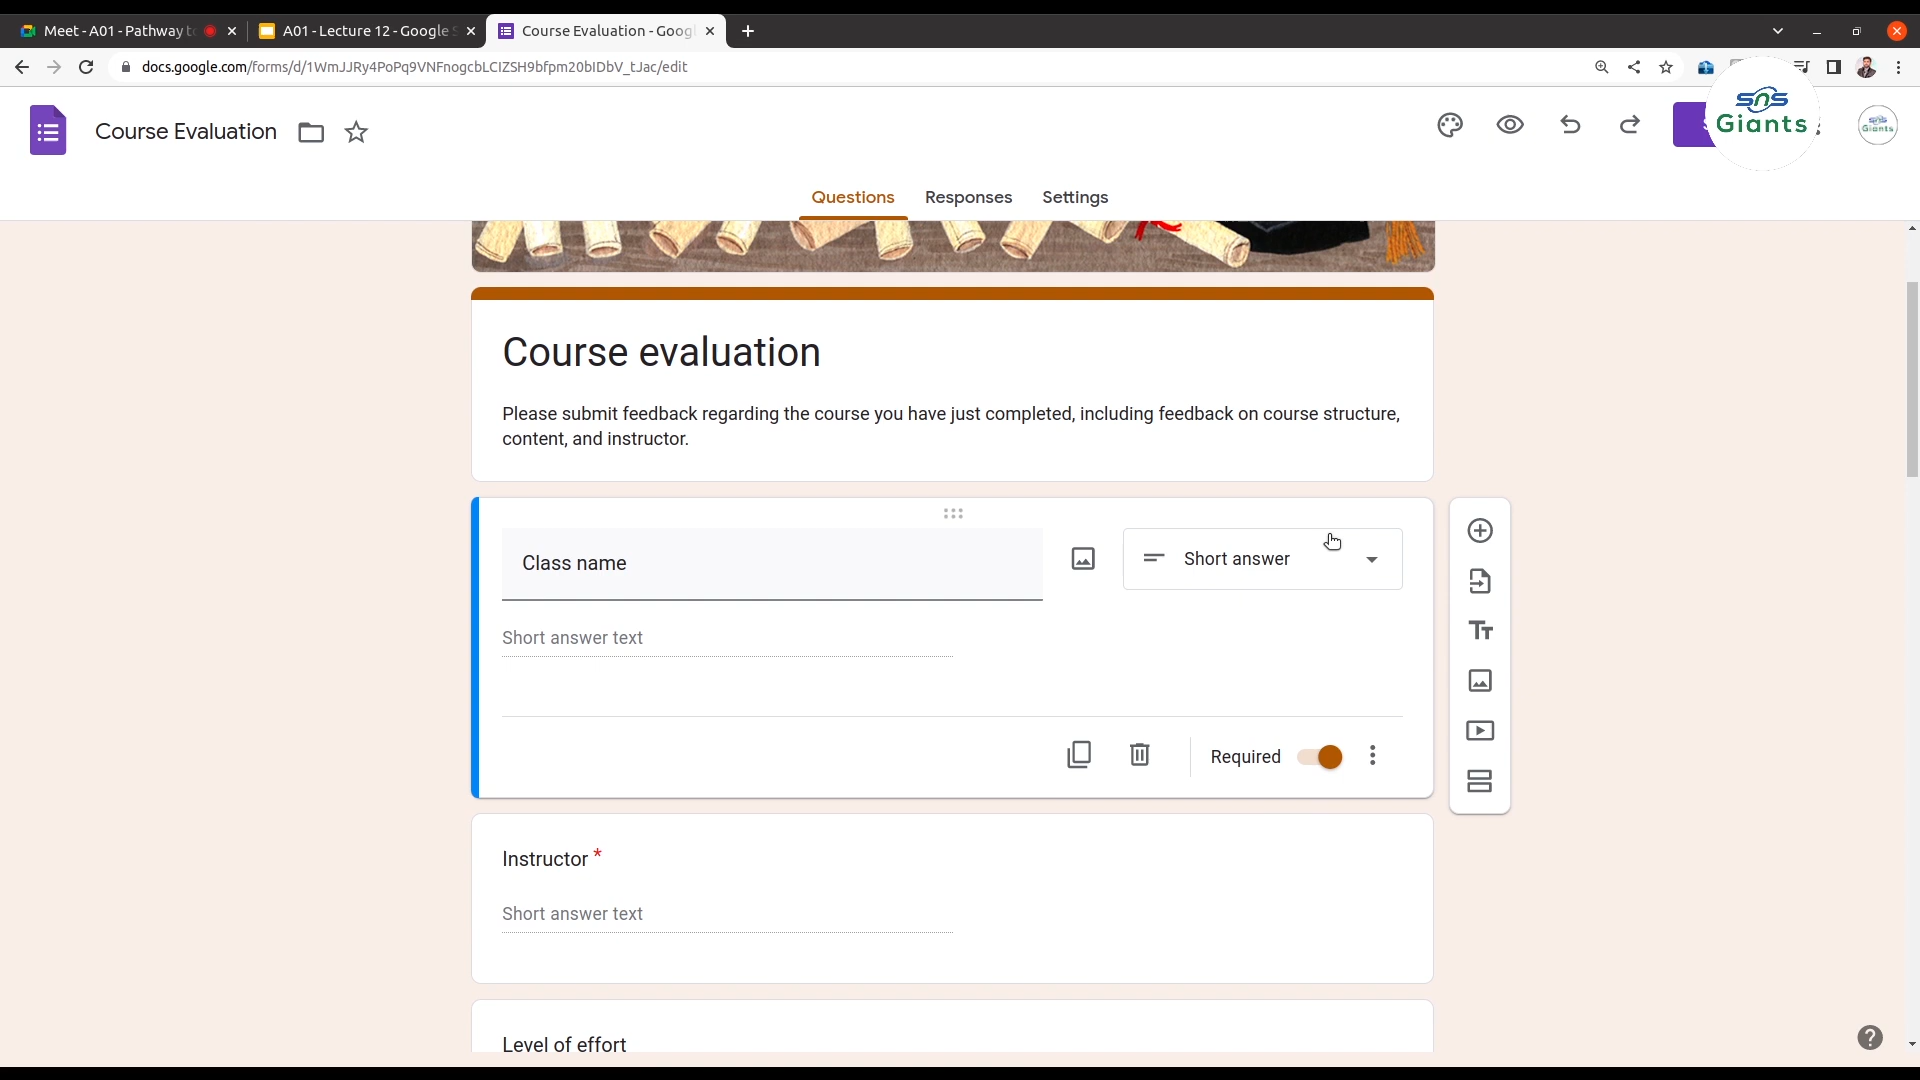 Meet - A01 - Pathway t
A01 - Lecture 12 - Google S
Course Evaluation - Goog
docs.google.com/forms/d/1WmJJRy4PoPq9VNFnogcbLCIZSH9bfpm20bIDbV_tJac/edit
Course Evaluation
sns
Giants
sns
Giants
Questions
Responses
Settings
Course evaluation
Please submit feedback regarding the course you have just completed, including feedback on course structure,
content, and instructor.
Class name
Short answer
Short answer text
Required
Instructor *
Short answer text
Level of effort